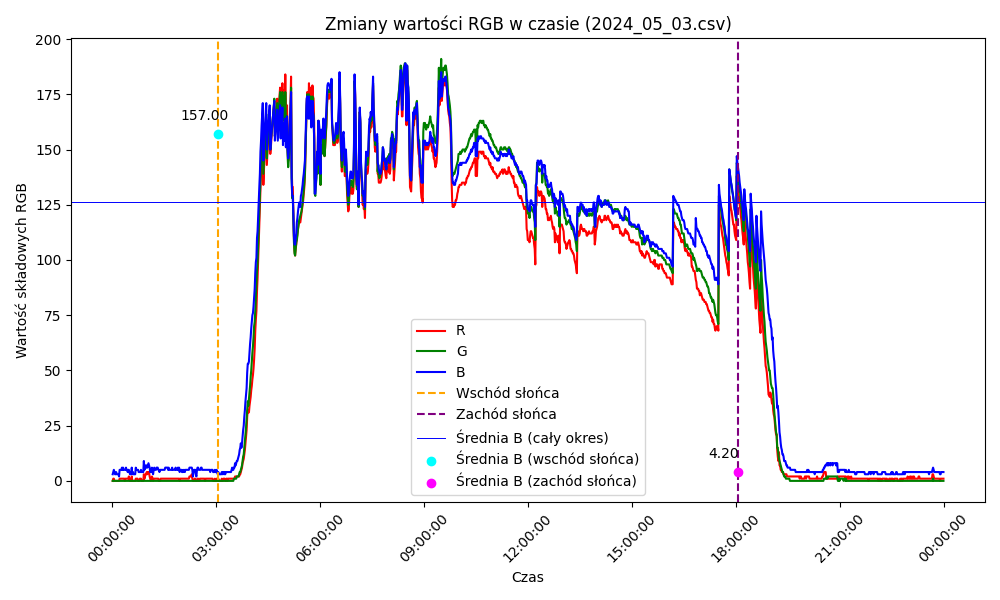 Zmiany wartości RGB w czasie (2024_05_03.csv)
200
175
150
125
100
75
50
25
0
Wartość składowych RGB
157.00
4.20
R
G
B
Wschód słońca
Zachód słońca
Średnia B (cały okres)
Średnia B (wschód słońca)
Średnia B (zachód słońca)
00:00:00
03:00:00
06:00:00
09:00:00
12:00:00
15:00:00
18:00:00
21:00:00
00:00:00
Czas